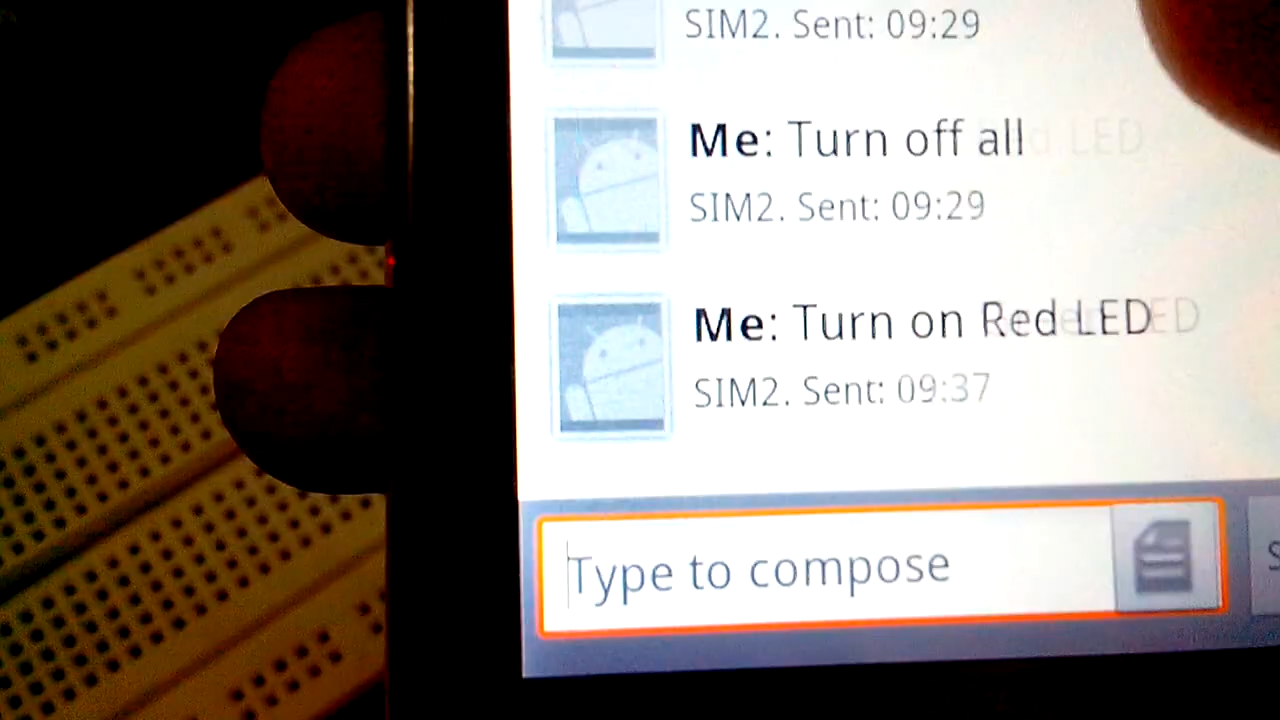 SIM2. Sent: 09:29
Me: Turn off all
SIM2. Sent: 09:29
Me: Turn on Red LED
SIM2. Sent: 09:37
Type to compose